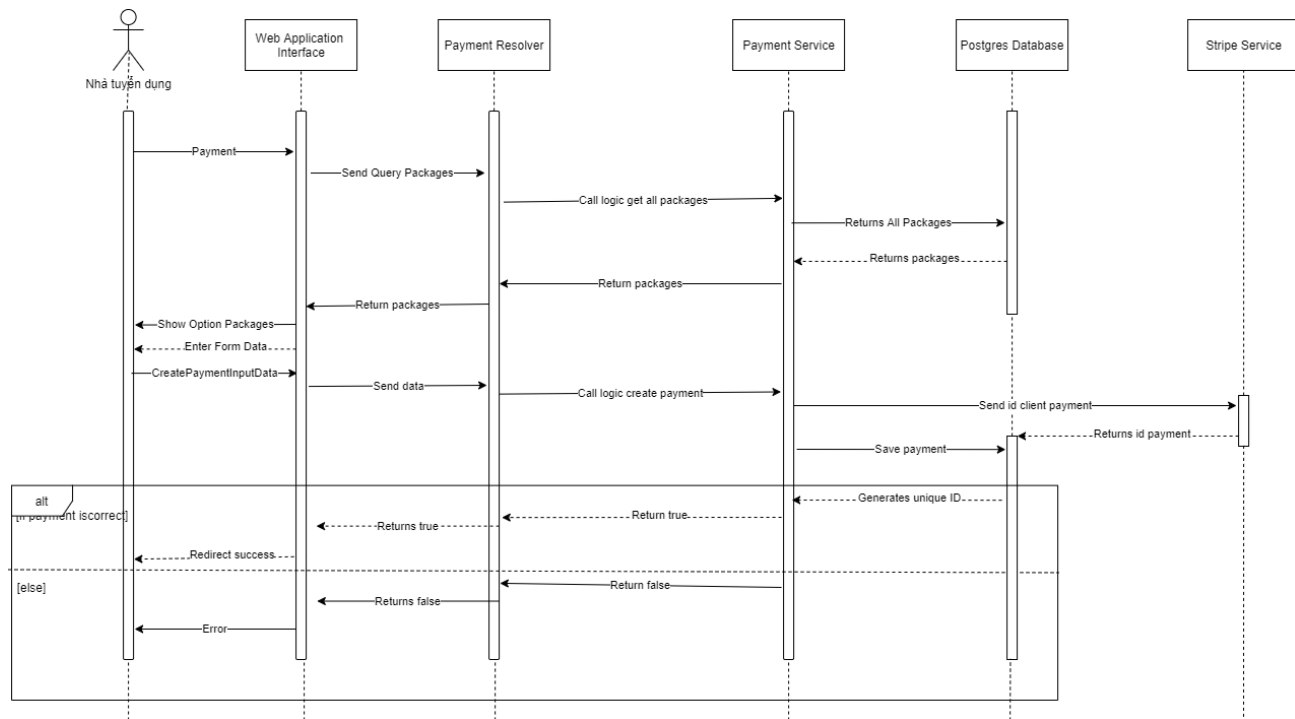 Nhà tuyển dụng
Web Application
Interface
Payment Resolver
Payment Service
Postgres Database
Stripe Service
Payment
Send Query Packages
Call logic get all packages
Returns All Packages
Returns packages
Return packages
Return packages
Show Option Packages
Enter Form Data
CreatePaymentInputData
Send data
Call logic create payment
Send id client payment
Returns id payment
Save payment
alt
[if payment iscorrect]
Generates unique ID
Return true
Returns true
Redirect success
[else]
Return false
Returns false
Error